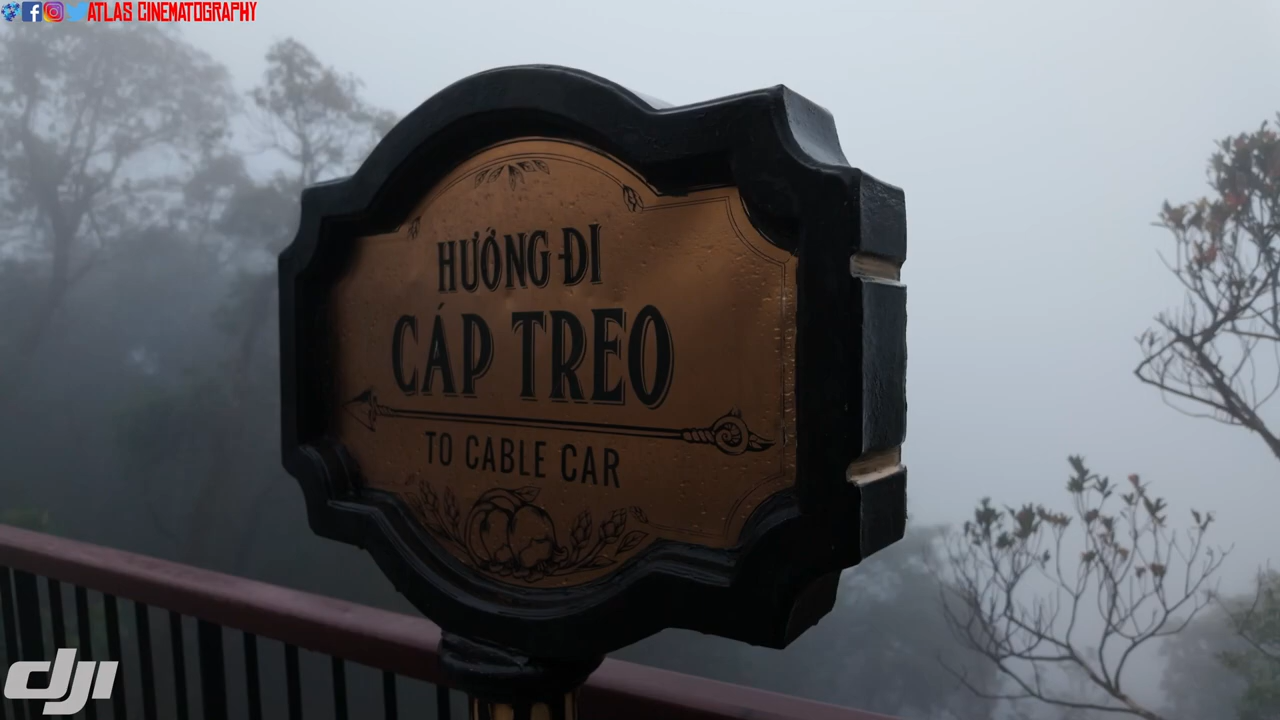 ATLAS CINEMATOGRAPHY
HƯỚNG ĐI
CÁP TREO
TO CABLE CAR
dji